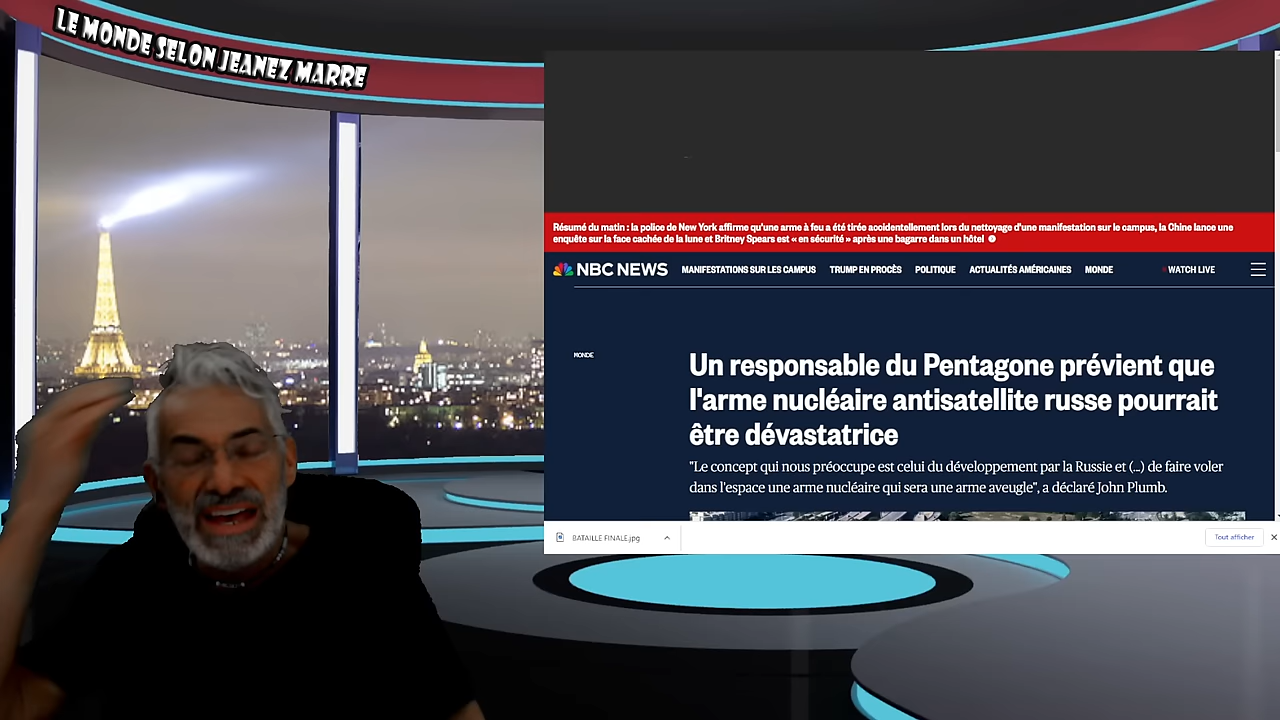 LE MONDE SELON JEANEZ MARRE
Résumé du matin : la police de New York affirme qu'une arme à feu a été tirée accidentellement lors du nettoyage d'une manifestation sur le campus, la Chine lance une
enquête sur la face cachée de la lune et Britney Spears est « en sécurité » après une bagarre dans un hôtel
NBC NEWS MANIFESTATIONS SUR LES CAMPUS TRUMP EN PROCÈS POLITIQUE ACTUALITÉS AMÉRICAINES MONDE WATCH LIVE
MONDE
Un responsable du Pentagone prévient que
l'arme nucléaire antisatellite russe pourrait
être dévastatrice
"Le concept qui nous préoccupe est celui du développement par la Russie et (...) de faire voler
dans l'espace une arme nucléaire qui sera une arme aveugle", a déclaré John Plumb.
BATAILLE FINALE.jpg
Tout afficher